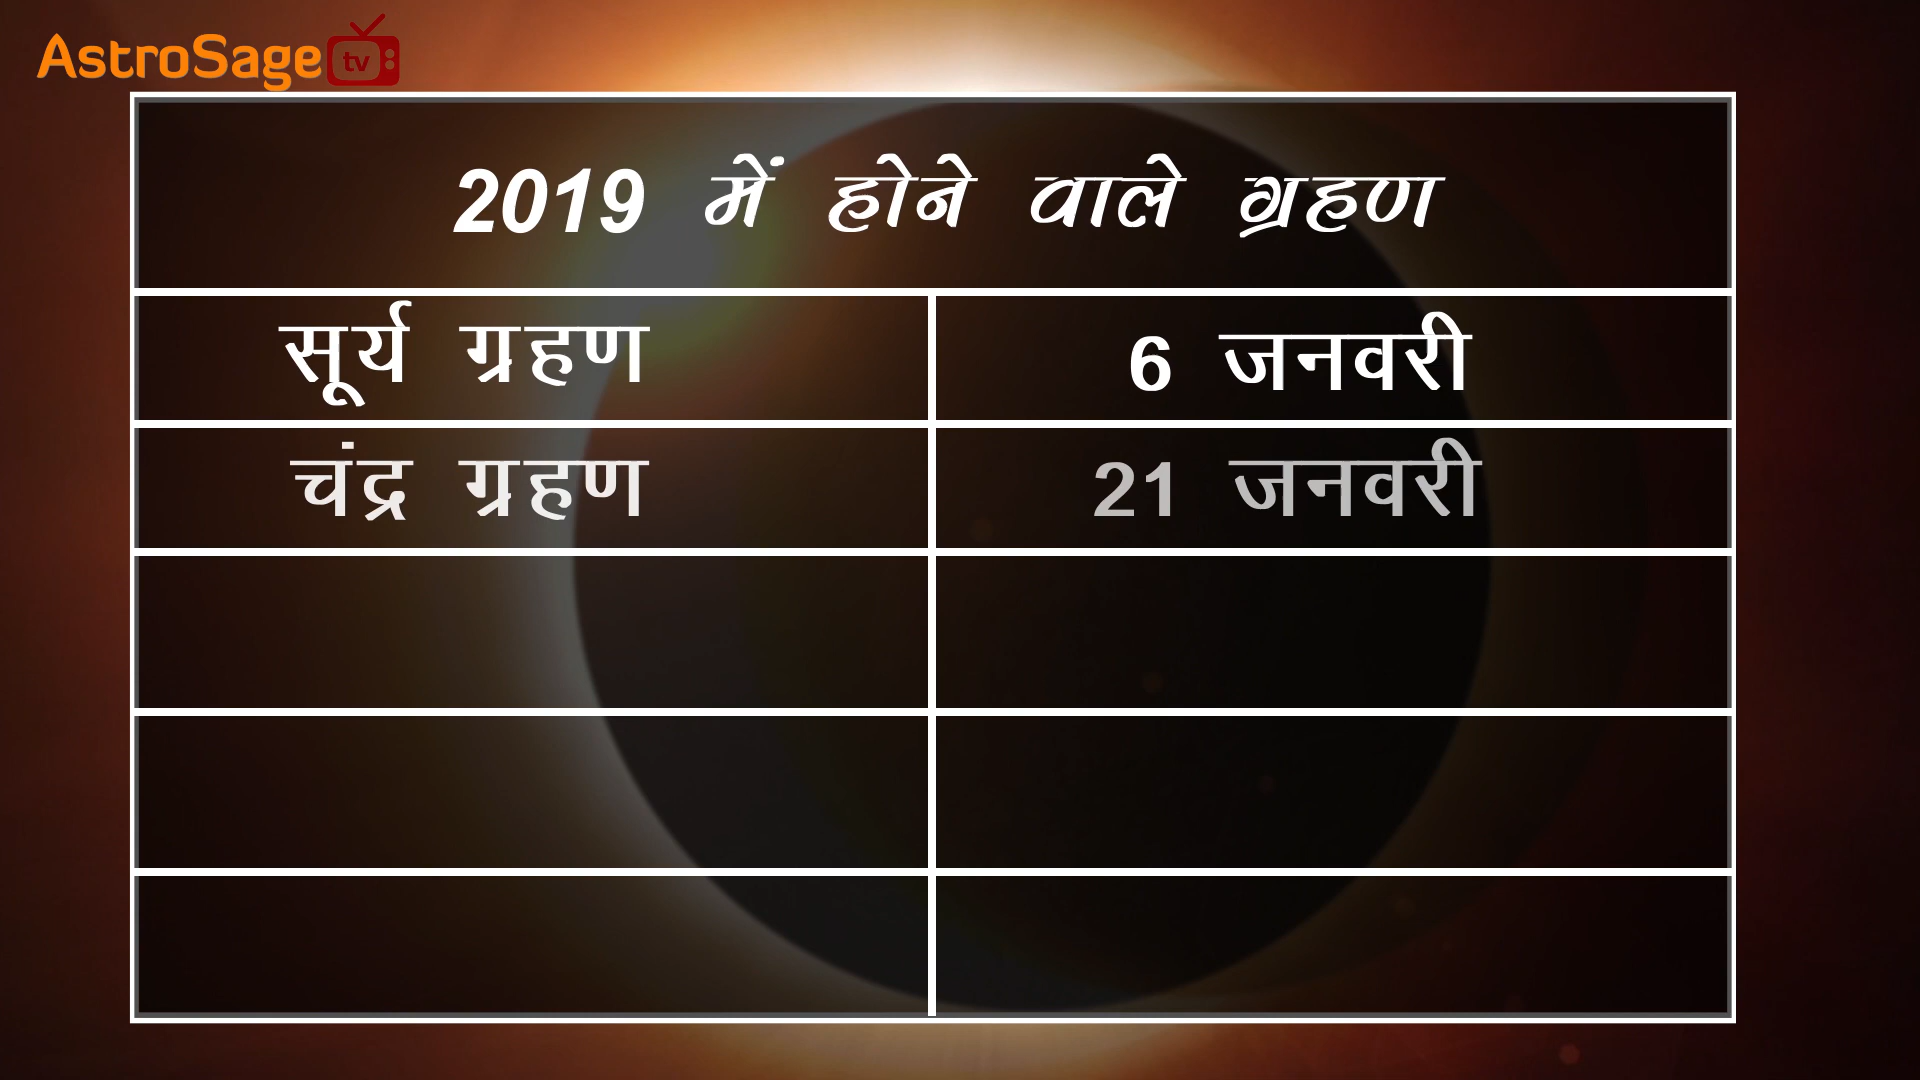 AstroSage tv
2019 में होने वाले ग्रहण
सूर्य ग्रहण 6 जनवरी
चंद्र ग्रहण 21 जनवरी